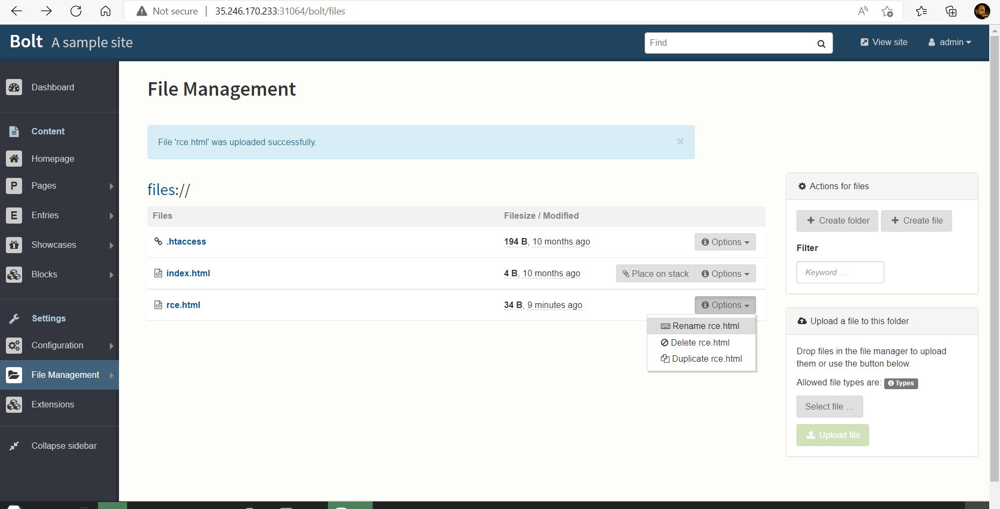 Not secure 35.246.170.233:31064/bolt/files
Bolt A sample site
Find
View site
admin
Dashboard
Content
Homepage
P Pages
E Entries
Showcases
Blocks
Settings
Configuration
File Management
Extensions
Collapse sidebar
File Management
File 'rce.html' was uploaded successfully.
×
files://
Files Filesize / Modified
.htaccess 194 B, 10 months ago Options
index.html 4 B, 10 months ago Place on stack Options
rce.html 34 B, 9 minutes ago Options
Rename rce.html
Delete rce.html
Duplicate rce.html
Actions for files
Create folder Create file
Filter
Keyword ...
Upload a file to this folder
Drop files in the file manager to upload
them or use the button below.
Allowed file types are: Types
Select file ...
Upload file